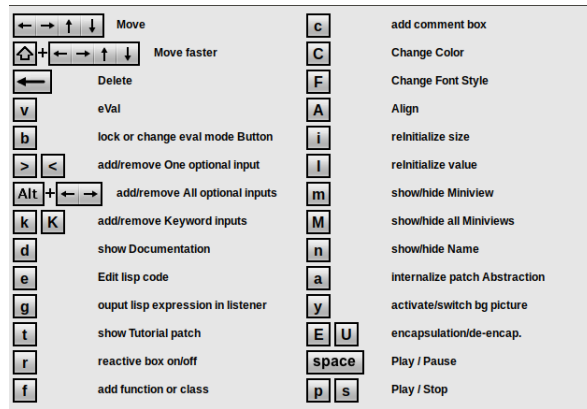 ← → ↑ ↓ Move
⇧ + ← → ↑ ↓ Move faster
← Delete
v eVal
b lock or change eval mode Button
> < add/remove One optional input
Alt + ← → add/remove All optional inputs
k K add/remove Keyword inputs
d show Documentation
e Edit lisp code
g ouput lisp expression in listener
t show Tutorial patch
r reactive box on/off
f add function or class
c add comment box
C Change Color
F Change Font Style
A Align
i reInitialize size
I reInitialize value
m show/hide Miniview
M show/hide all Miniviews
n show/hide Name
a internalize patch Abstraction
y activate/switch bg picture
E U encapsulation/de-encap.
space Play / Pause
p s Play / Stop